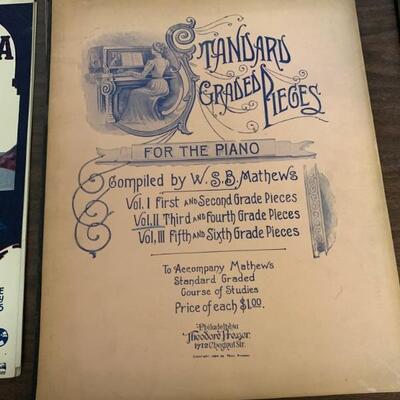 STANDARD
GRADED PIECES.
FOR THE PIANO
Compiled by W.S.B. Mathews
Vol. I First AND Second Grade Pieces
Vol. II Third AND Fourth Grade Pieces
Vol. III Fifth AND Sixth Grade Pieces
To Accompany Mathews
Standard Graded
Course of Studies
Price of each $1.00.
Philadelphia
Theodore Presser
1712 Chestnut Str.